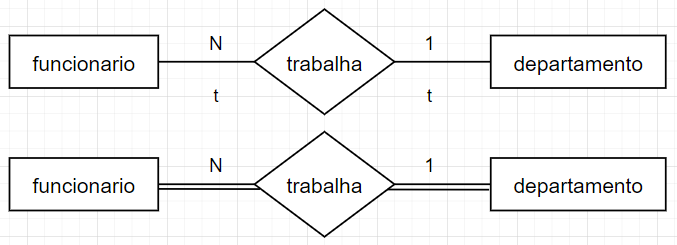 N 1
funcionario trabalha departamento
t t
N 1
funcionario trabalha departamento